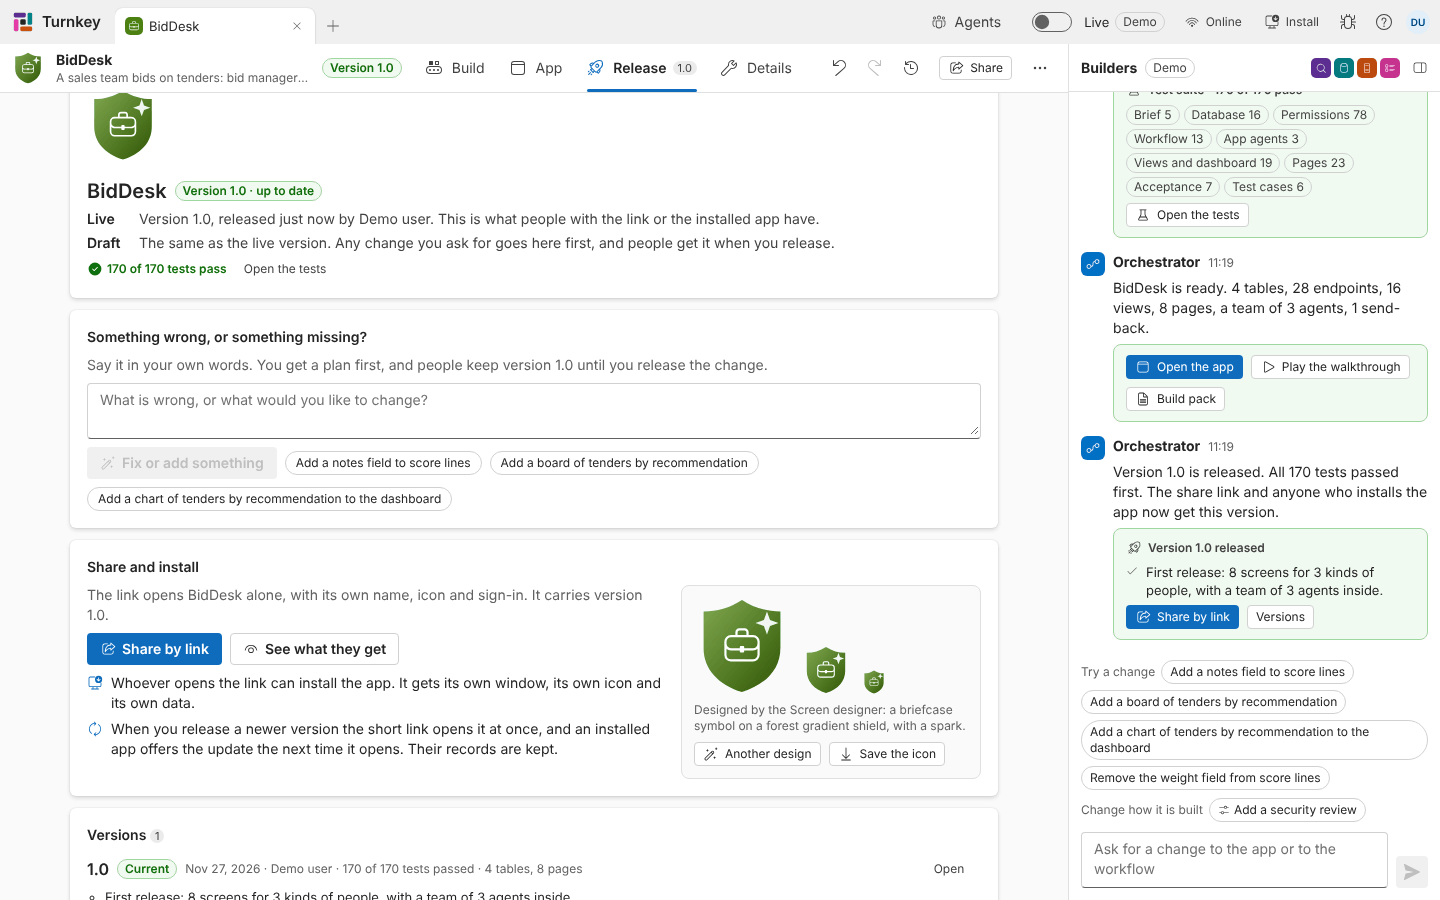 Turnkey
BidDesk
Agents
Live
Demo
Online
Install
DU
BidDesk
A sales team bids on tenders: bid manager...
Version 1.0
Build
App
Release 1.0
Details
Share
Builders
Demo
BidDesk
Version 1.0 · up to date
Live Version 1.0, released just now by Demo user. This is what people with the link or the installed app have.
Draft The same as the live version. Any change you ask for goes here first, and people get it when you release.
170 of 170 tests pass Open the tests
Something wrong, or something missing?
Say it in your own words. You get a plan first, and people keep version 1.0 until you release the change.
What is wrong, or what would you like to change?
Fix or add something
Add a notes field to score lines
Add a board of tenders by recommendation
Add a chart of tenders by recommendation to the dashboard
Share and install
The link opens BidDesk alone, with its own name, icon and sign-in. It carries version
1.0.
Share by link
See what they get
Whoever opens the link can install the app. It gets its own window, its own icon and
its own data.
When you release a newer version the short link opens it at once, and an installed
app offers the update the next time it opens. Their records are kept.
Designed by the Screen designer: a briefcase
symbol on a forest gradient shield, with a spark.
Another design
Save the icon
Versions 1
1.0 Current Nov 27, 2026 · Demo user · 170 of 170 tests passed · 4 tables, 8 pages
Open
First release: 8 screens for 3 kinds of people, with a team of 3 agents inside.
Test suite · 170 of 170 pass
Brief 5
Database 16
Permissions 78
Workflow 13
App agents 3
Views and dashboard 19
Pages 23
Acceptance 7
Test cases 6
Open the tests
Orchestrator 11:19
BidDesk is ready. 4 tables, 28 endpoints, 16
views, 8 pages, a team of 3 agents, 1 send-
back.
Open the app
Play the walkthrough
Build pack
Orchestrator 11:19
Version 1.0 is released. All 170 tests passed
first. The share link and anyone who installs the
app now get this version.
Version 1.0 released
First release: 8 screens for 3 kinds of
people, with a team of 3 agents inside.
Share by link
Versions
Try a change
Add a notes field to score lines
Add a board of tenders by recommendation
Add a chart of tenders by recommendation to the
dashboard
Remove the weight field from score lines
Change how it is built
Add a security review
Ask for a change to the app or to the
workflow